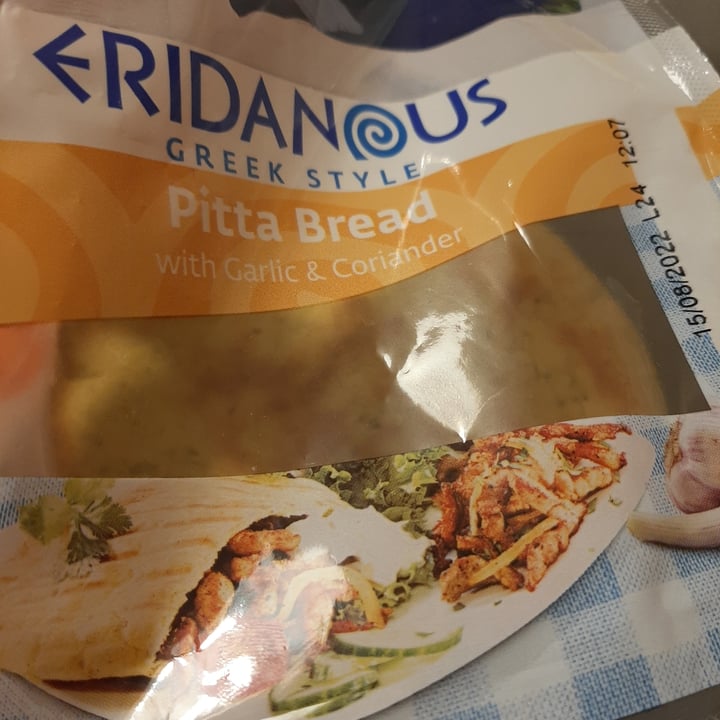 ERIDANOUS
GREEK STYLE
Pitta Bread
with Garlic & Coriander
15/08/2022 L24 12:07